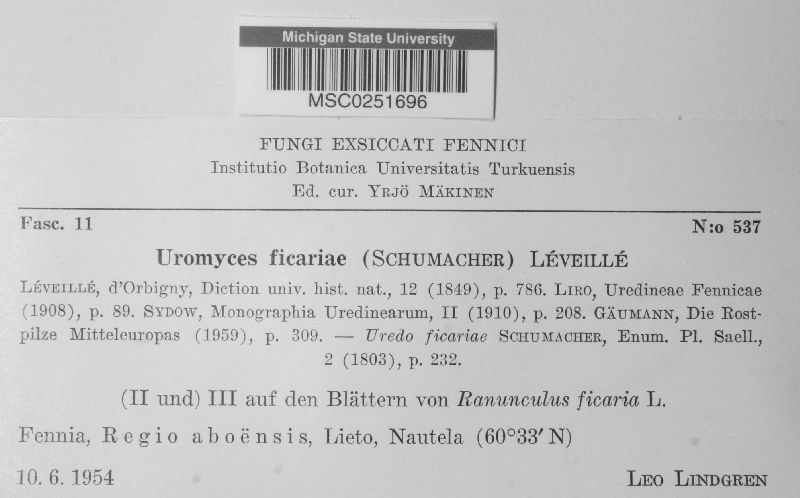 Michigan State University
MSC0251696
FUNGI EXSICCATI FENNICI
Institutio Botanica Universitatis Turkuensis
Ed. cur. YRJÖ MÄKINEN
Fasc. 11 N:o 537
Uromyces ficariae (SCHUMACHER) LÉVEILLÉ
LÉVEILLÉ, d'Orbigny, Diction univ. hist. nat., 12 (1849), p. 786. LIRO, Uredineae Fennicae
(1908), p. 89. SYDOW, Monographia Uredinearum, II (1910), p. 208. GÄUMANN, Die Rost-
pilze Mitteleuropas (1959), p. 309. — Uredo ficariae SCHUMACHER, Enum. Pl. Saell.,
2 (1803), p. 232.
(II und) III auf den Blättern von Ranunculus ficaria L.
Fennia, Regio aboënsis, Lieto, Nautela (60°33′ N)
10. 6. 1954 LEO LINDGREN